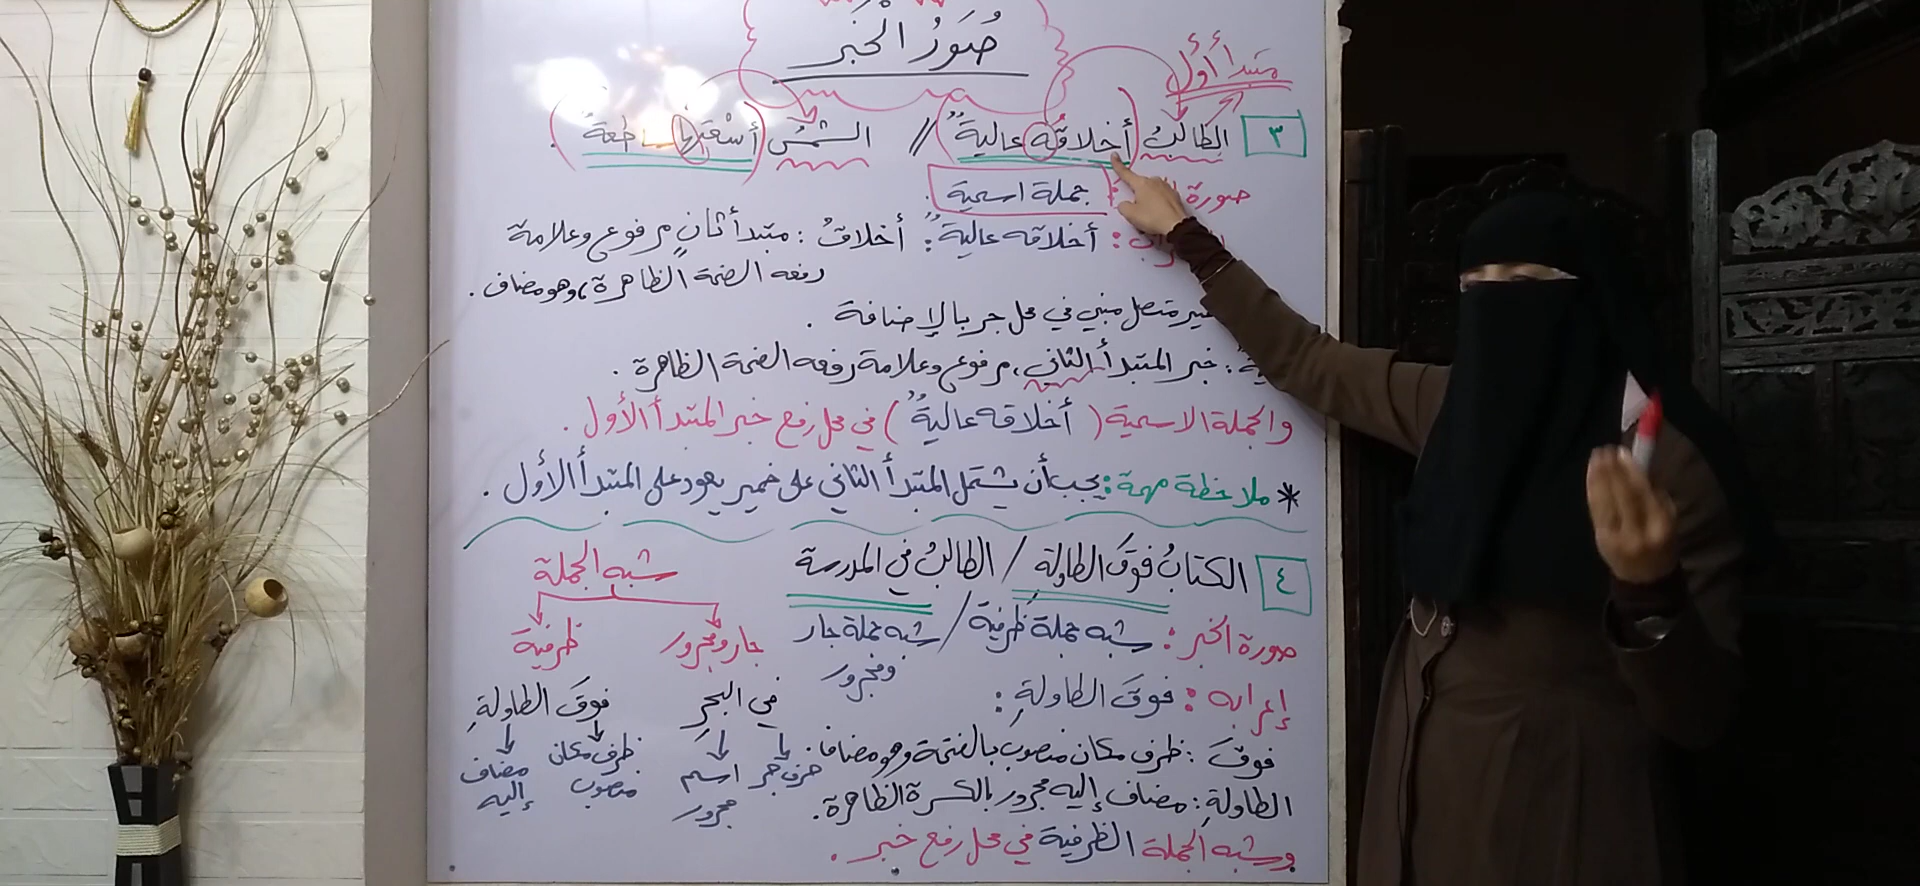 صُوَرُ الْخَبَر
مبتدأ أول
٣ الطالبُ (أخلاقُه عاليةٌ) // الشمسُ (أشعتها ساطعةٌ).
صورة : جملة اسمية .
: أخلاقه عاليةٌ : أخلاقُ : مبتدأ ثانٍ مرفوع وعلامة
رفعه الضمة الظاهرة، وهو مضاف .
متصل مبني في محل جر بالإضافة .
: خبر المبتدأ الثاني، مرفوع وعلامة رفعه الضمة الظاهرة .
والجملة الاسمية ( أخلاقه عاليةٌ ) في محل رفع خبر المبتدأ الأول .
* ملاحظة مهمة : يجب أن يشتمل المبتدأ الثاني على ضمير يعود على المبتدأ الأول .
٤ الكتابُ فوقَ الطاولةِ / الطالبُ في المدرسة
صورة الخبر : شبه جملة ظرفية / شبه جملة جار
ومجرور
إعرابه : فوقَ الطاولةِ :
فوقَ : ظرف مكان منصوب بالفتحة وهو مضاف .
الطاولةِ : مضاف إليه مجرور بالكسرة الظاهرة .
وشبه الجملة الظرفية في محل رفع خبر .
شبه الجملة
جار ومجرور
ظرفية
في البحرِ
فوقَ الطاولةِ
حرف جر
اسم
مجرور
ظرف مكان
منصوب
مضاف
إليه